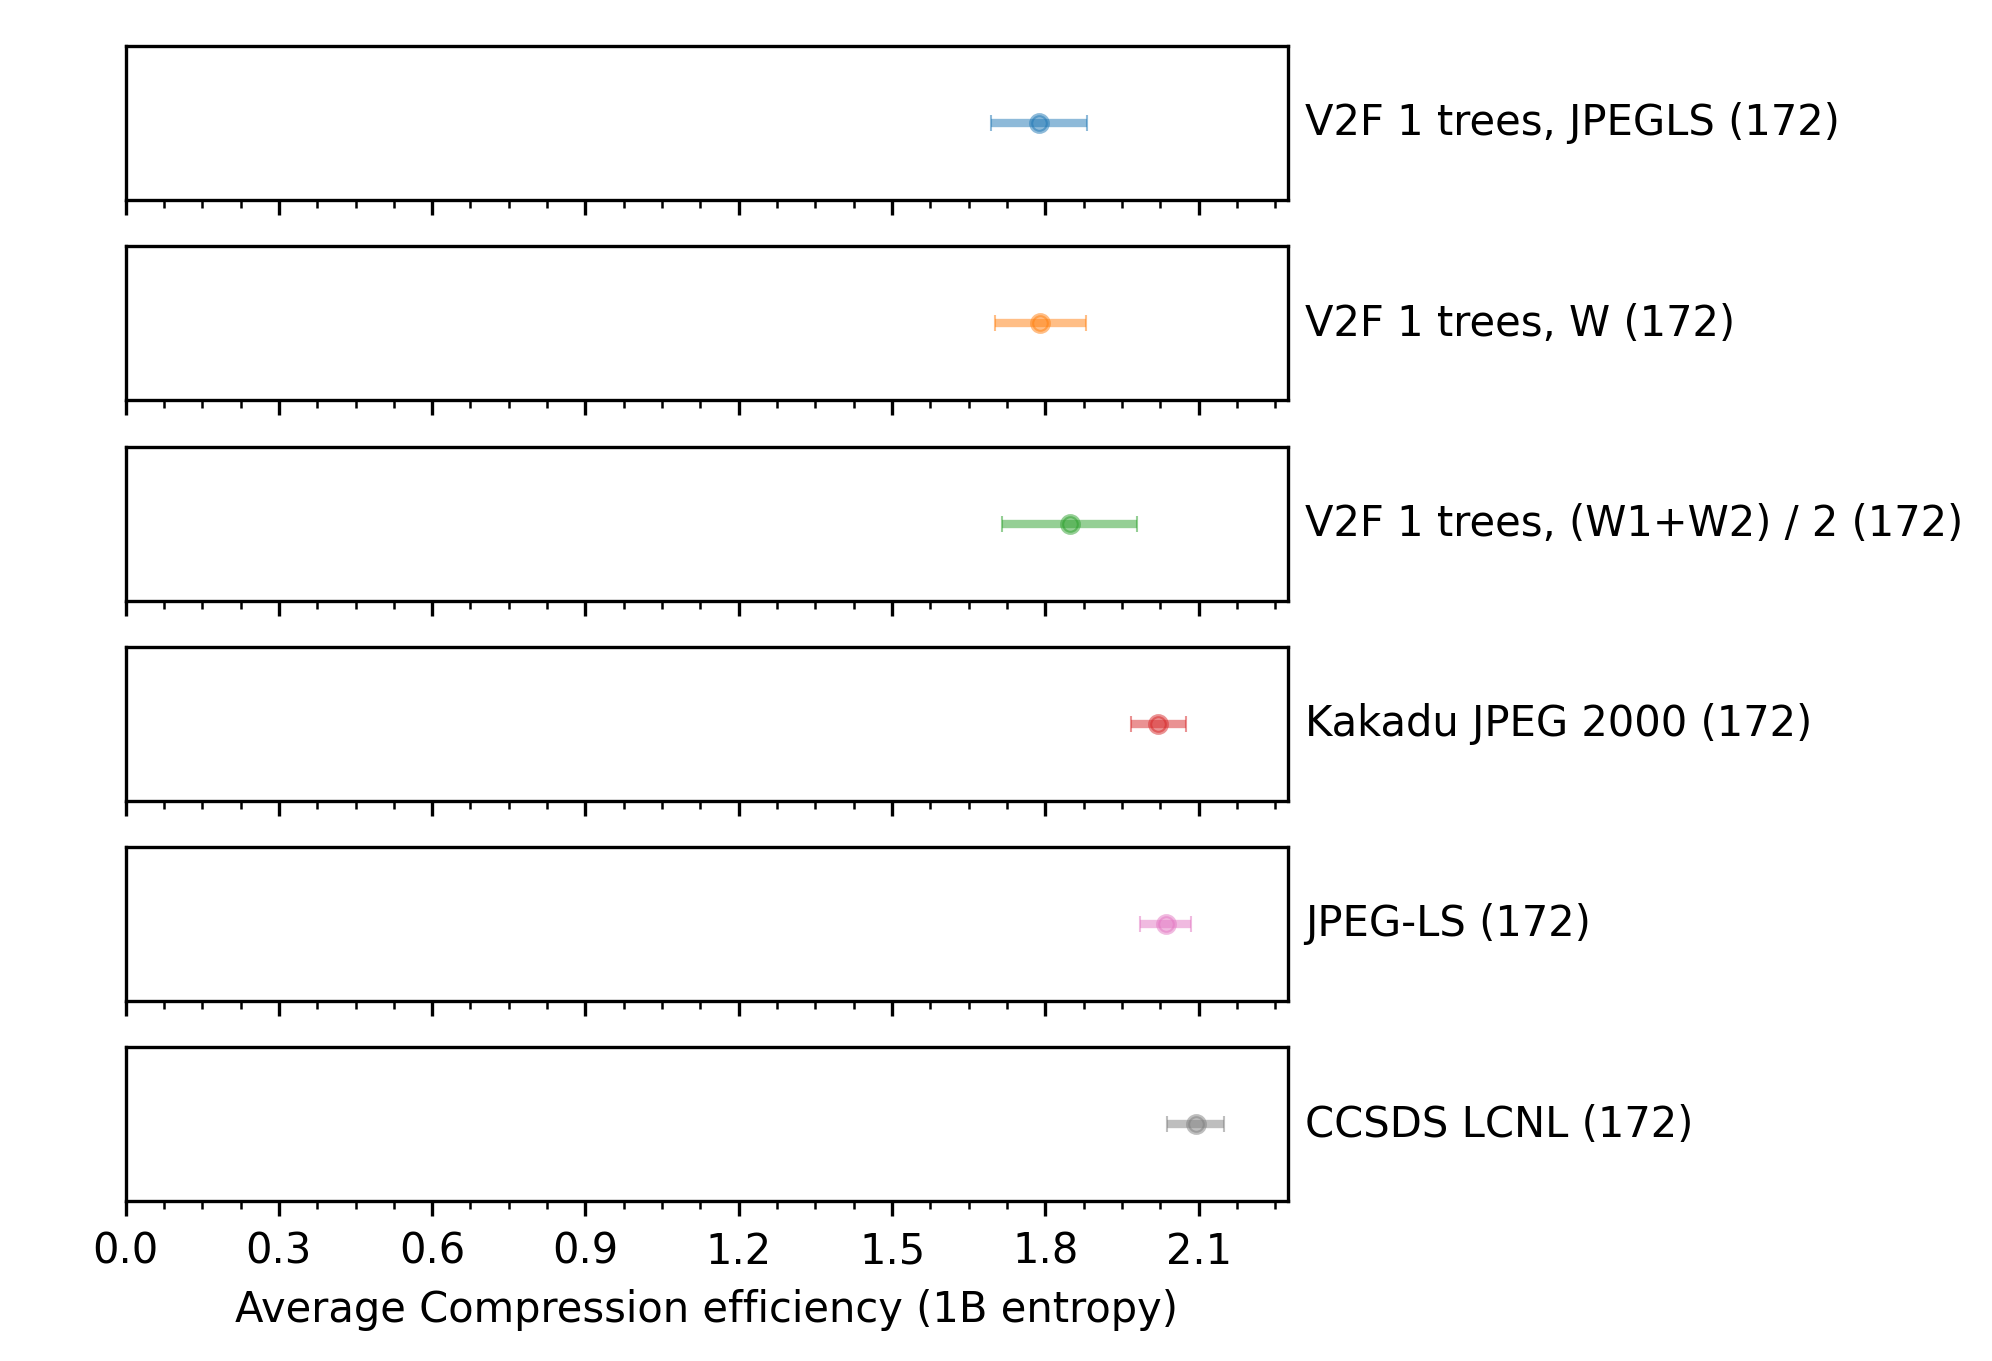 V2F 1 trees, JPEGLS (172)
V2F 1 trees, W (172)
V2F 1 trees, (W1+W2) / 2 (172)
Kakadu JPEG 2000 (172)
JPEG-LS (172)
CCSDS LCNL (172)
0.0 0.3 0.6 0.9 1.2 1.5 1.8 2.1
Average Compression efficiency (1B entropy)